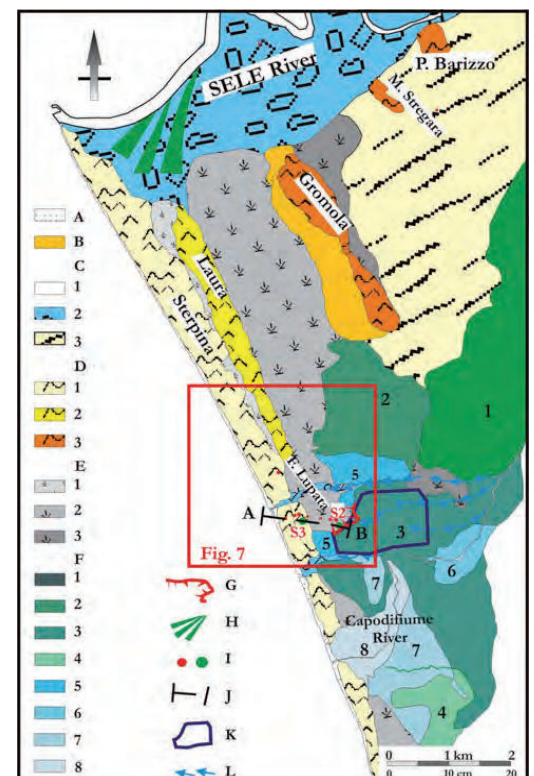 P. Barizzo
SELE River
M. Stregara
Gromola
Laura
Sterpina
A
B
C
1
2
3
D
1
2
3
E
1
2
3
F
1
2
3
4
5
6
7
8
2
1
5
F. Lupata
A
S3
S2
B
3
5
Fig. 7
6
7
Capodifiume
River
8
7
4
G
H
I
J
K
L
0 1 km 2
0 10 cm 20